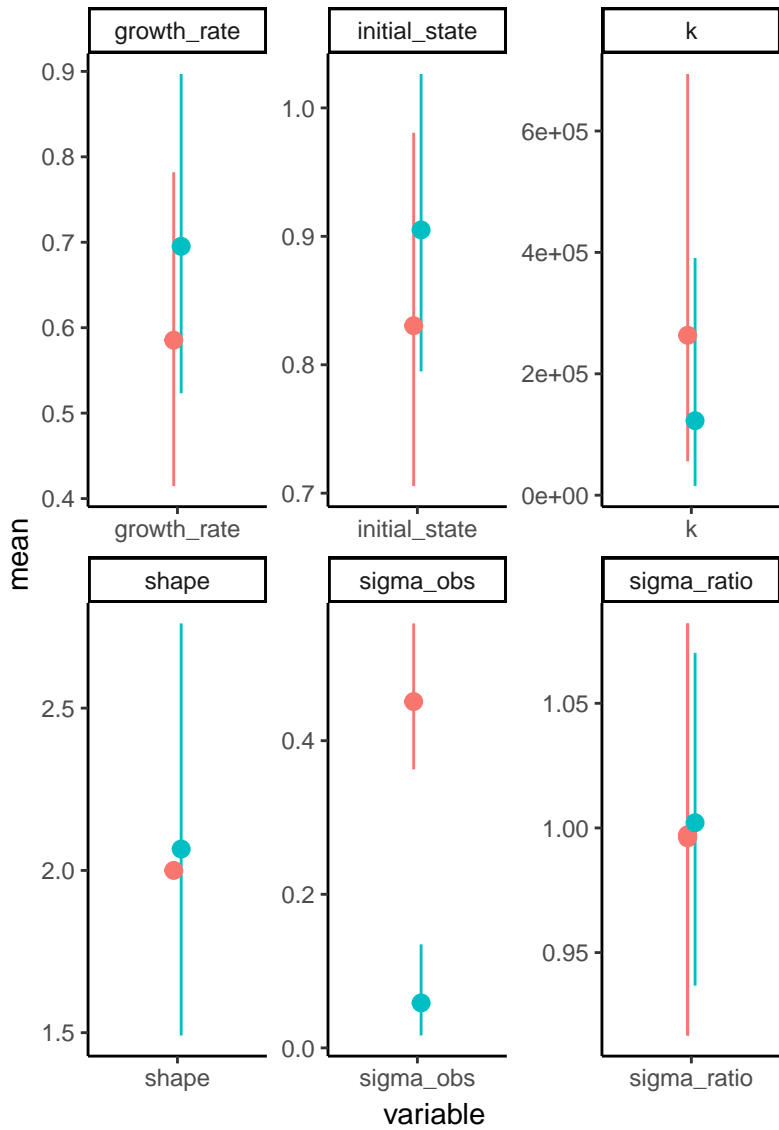 growth_rate
initial_state
k
0.9
0.8
0.7
0.6
0.5
0.4
1.0
0.9
0.8
0.7
6e+05
4e+05
2e+05
0e+00
growth_rate
initial_state
k
mean
shape
sigma_obs
sigma_ratio
2.5
2.0
1.5
0.4
0.2
0.0
1.05
1.00
0.95
shape
sigma_obs
sigma_ratio
variable